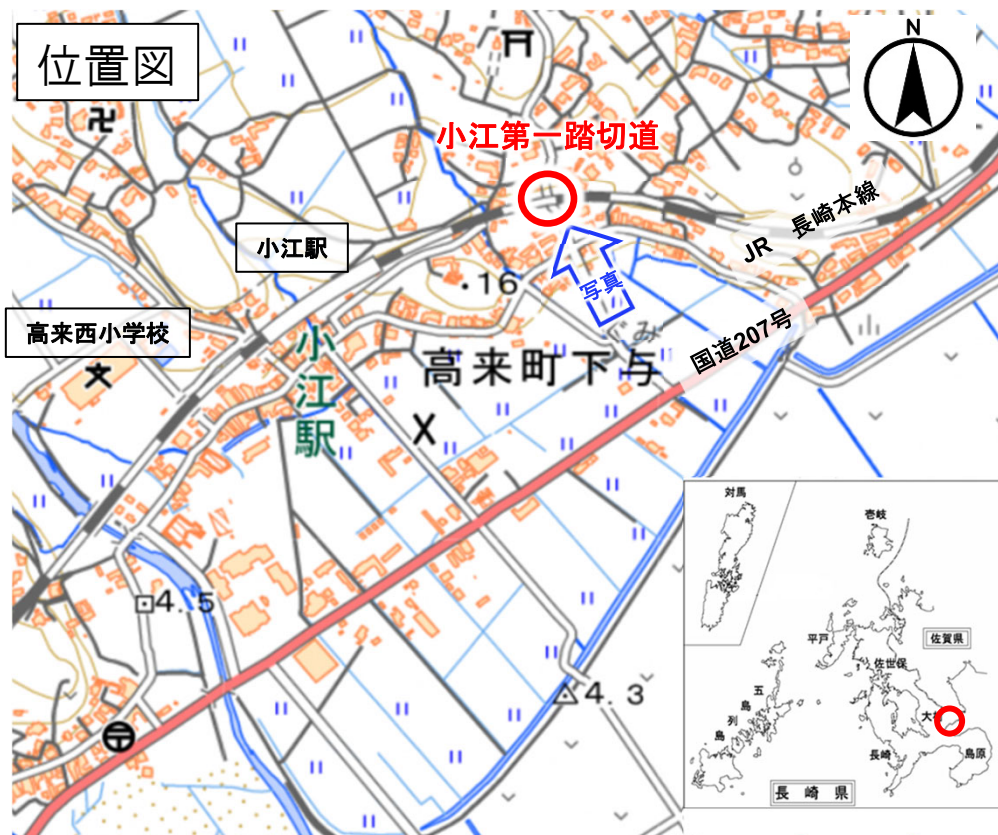 位置図
N
小江第一踏切道
小江駅
JR 長崎本線
・16
写真
高来西小学校
小江駅
ぐみ
高来町下与
国道207号
4.5
4.3
対馬
壱岐
佐賀県
平戸
佐世保
五島列島
大村
長崎
島原
長崎県